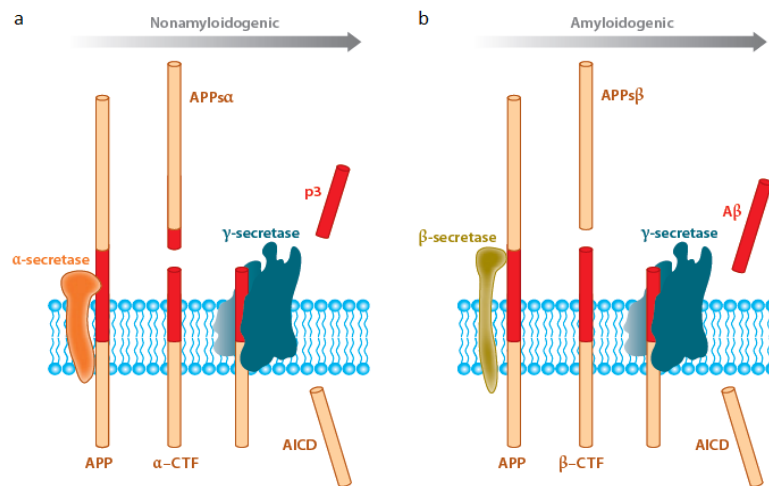 a
Nonamyloidogenic
APPsα
p3
γ-secretase
α-secretase
APP
α-CTF
AICD
b
Amyloidogenic
APPsβ
Aβ
β-secretase
γ-secretase
APP
β-CTF
AICD